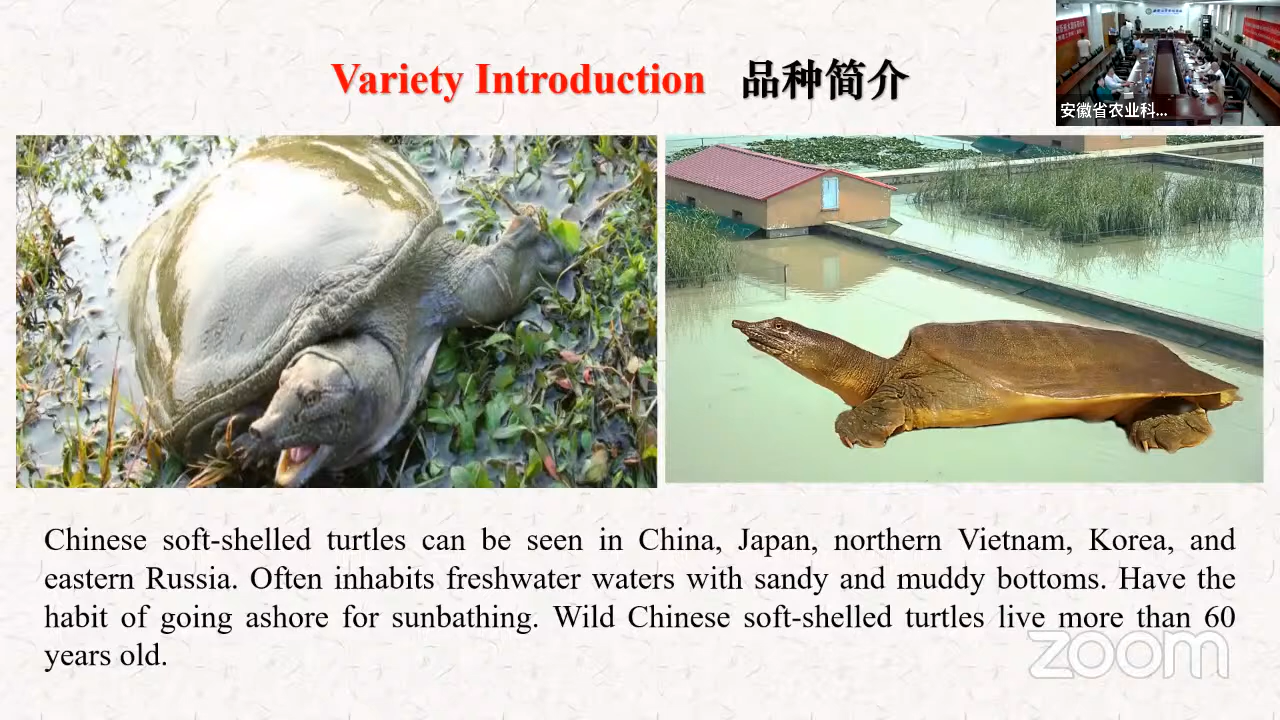 Variety Introduction 品种简介
安徽省农业科...
Chinese soft-shelled turtles can be seen in China, Japan, northern Vietnam, Korea, and
eastern Russia. Often inhabits freshwater waters with sandy and muddy bottoms. Have the
habit of going ashore for sunbathing. Wild Chinese soft-shelled turtles live more than 60
years old.
zoom